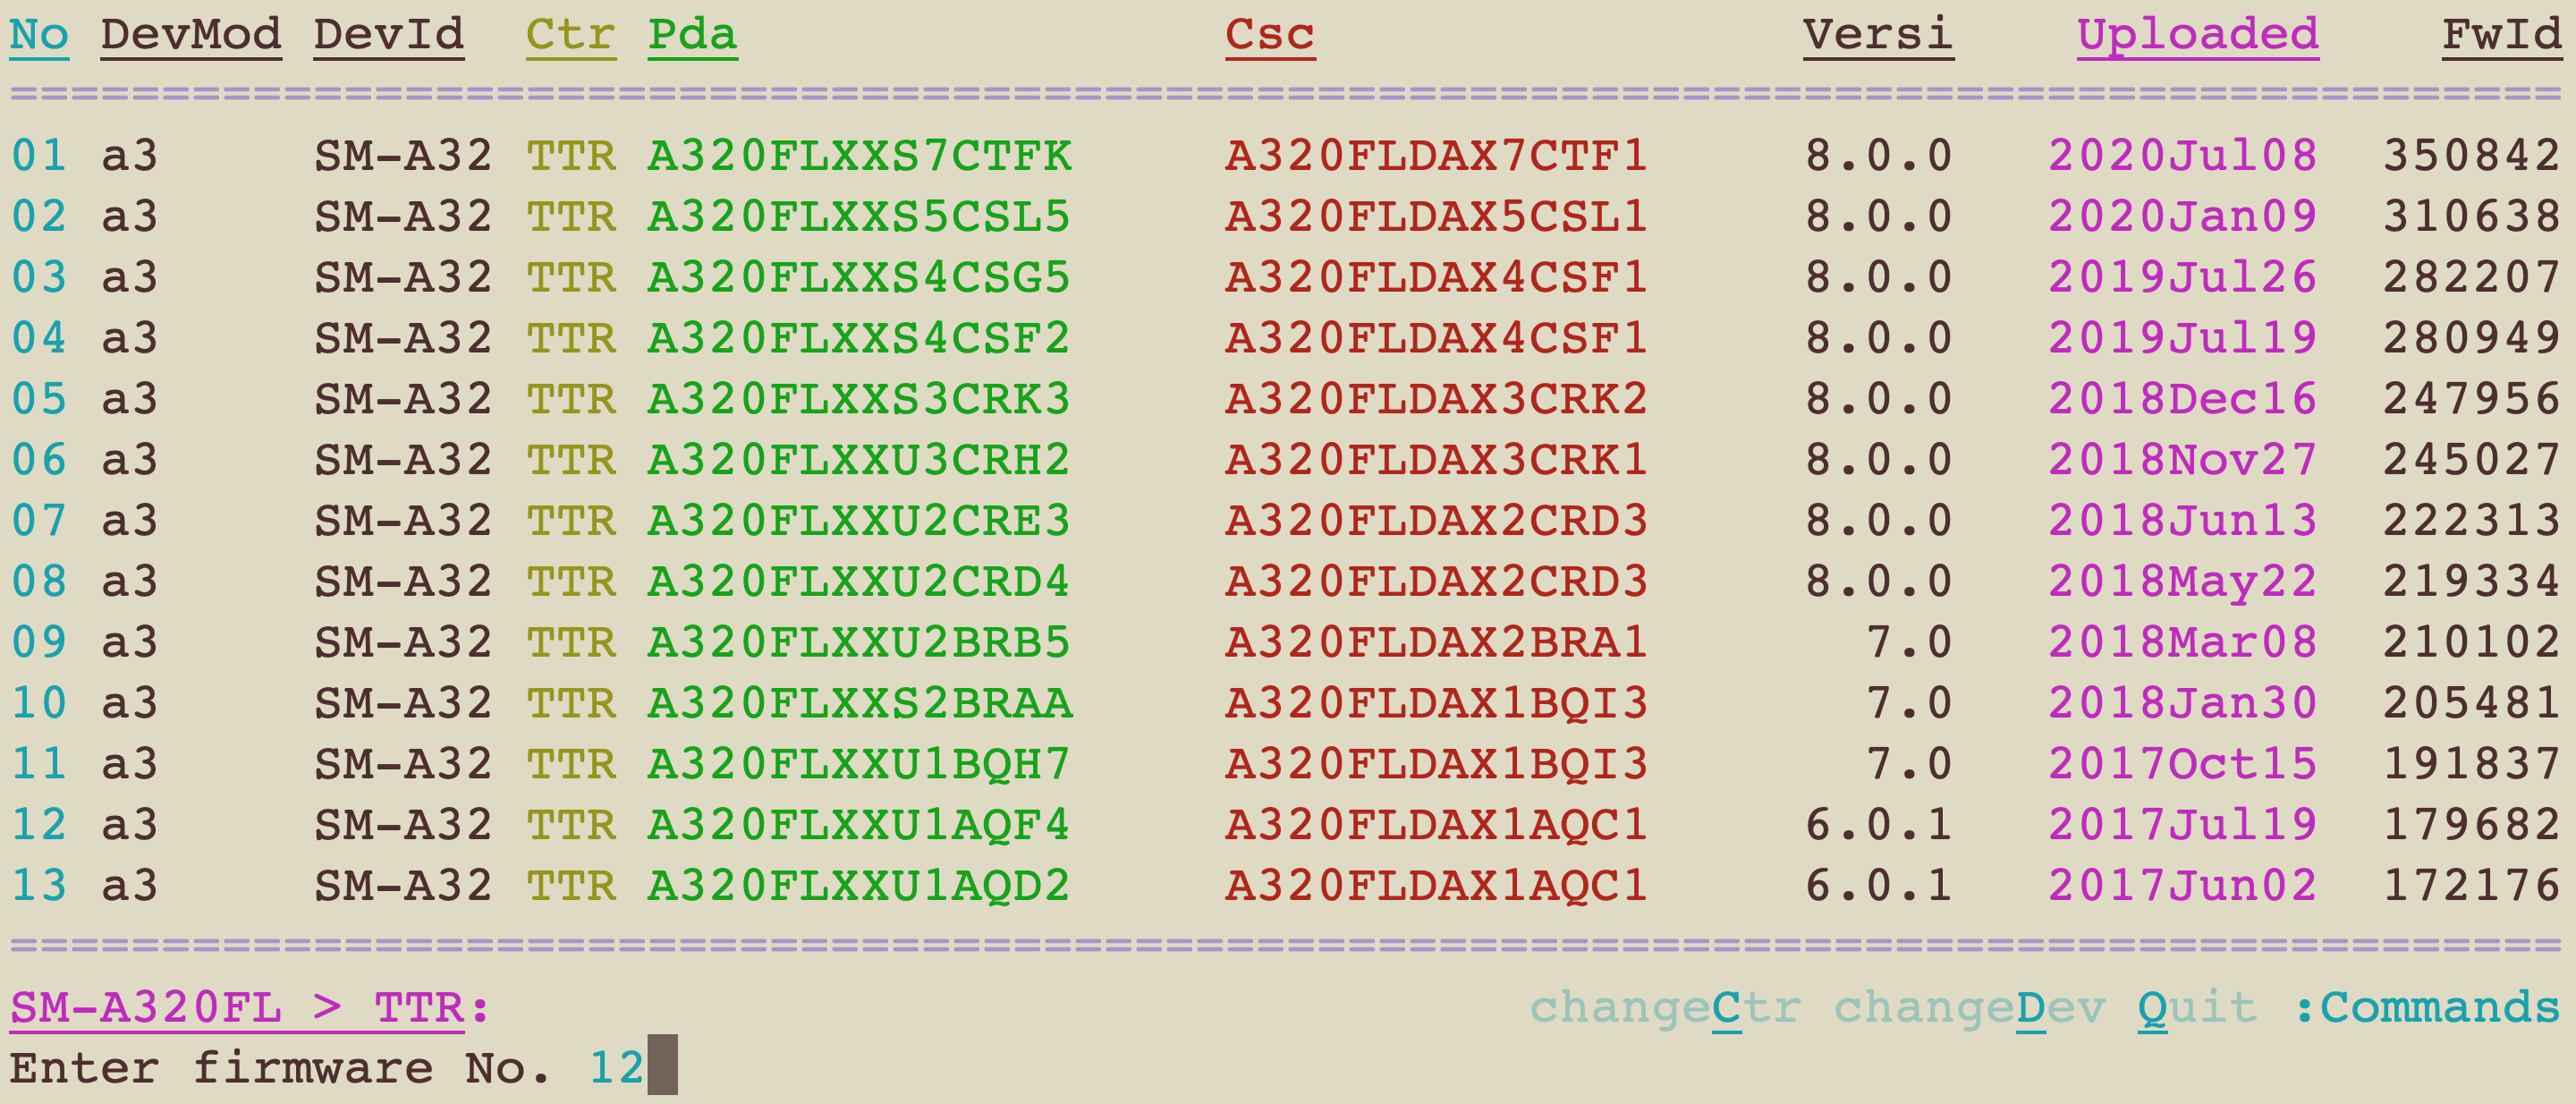 No DevMod DevId Ctr Pda Csc Versi Uploaded FwId
====================================================================================
01 a3 SM-A32 TTR A320FLXXS7CTFK A320FLDAX7CTF1 8.0.0 2020Jul08 350842
02 a3 SM-A32 TTR A320FLXXS5CSL5 A320FLDAX5CSL1 8.0.0 2020Jan09 310638
03 a3 SM-A32 TTR A320FLXXS4CSG5 A320FLDAX4CSF1 8.0.0 2019Jul26 282207
04 a3 SM-A32 TTR A320FLXXS4CSF2 A320FLDAX4CSF1 8.0.0 2019Jul19 280949
05 a3 SM-A32 TTR A320FLXXS3CRK3 A320FLDAX3CRK2 8.0.0 2018Dec16 247956
06 a3 SM-A32 TTR A320FLXXU3CRH2 A320FLDAX3CRK1 8.0.0 2018Nov27 245027
07 a3 SM-A32 TTR A320FLXXU2CRE3 A320FLDAX2CRD3 8.0.0 2018Jun13 222313
08 a3 SM-A32 TTR A320FLXXU2CRD4 A320FLDAX2CRD3 8.0.0 2018May22 219334
09 a3 SM-A32 TTR A320FLXXU2BRB5 A320FLDAX2BRA1 7.0 2018Mar08 210102
10 a3 SM-A32 TTR A320FLXXS2BRAA A320FLDAX1BQI3 7.0 2018Jan30 205481
11 a3 SM-A32 TTR A320FLXXU1BQH7 A320FLDAX1BQI3 7.0 2017Oct15 191837
12 a3 SM-A32 TTR A320FLXXU1AQF4 A320FLDAX1AQC1 6.0.1 2017Jul19 179682
13 a3 SM-A32 TTR A320FLXXU1AQD2 A320FLDAX1AQC1 6.0.1 2017Jun02 172176
====================================================================================
SM-A320FL > TTR: changeCtr changeDev Quit :Commands
Enter firmware No. 12